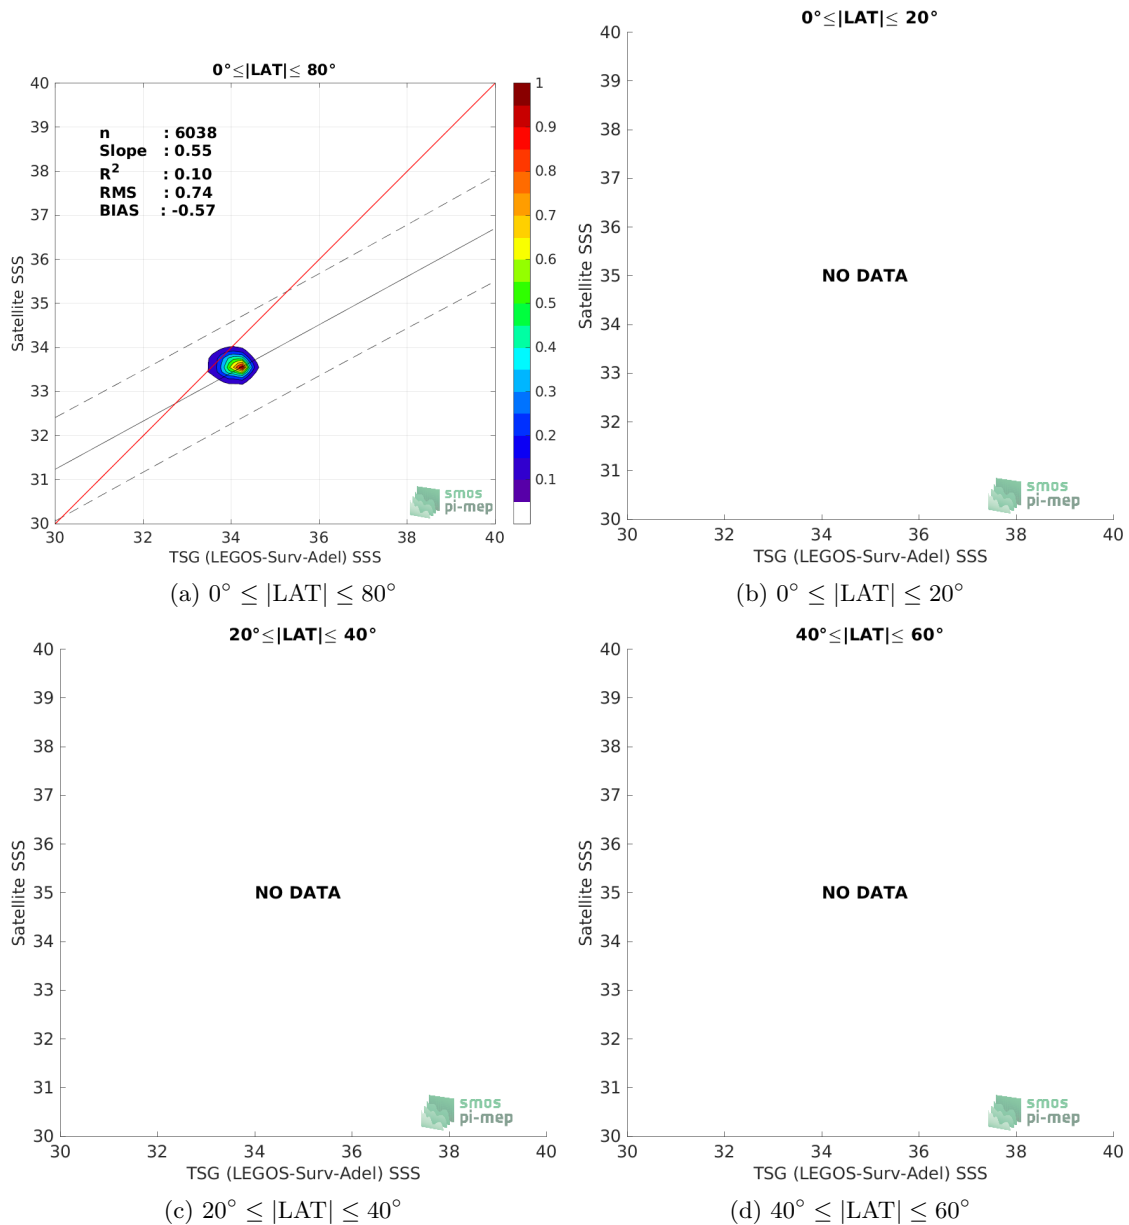 0°≤|LAT|≤ 80°
40
39
38
37
36
35
34
33
32
31
30
n : 6038
Slope : 0.55
R2 : 0.10
RMS : 0.74
BIAS : -0.57
Satellite SSS
30 32 34 36 38 40
TSG (LEGOS-Surv-Adel) SSS
1
0.9
0.8
0.7
0.6
0.5
0.4
0.3
0.2
0.1
smos
pi-mep
(a) 0° ≤ |LAT| ≤ 80°
0°≤|LAT|≤ 20°
40
39
38
37
36
35
34
33
32
31
30
Satellite SSS
NO DATA
smos
pi-mep
30 32 34 36 38 40
TSG (LEGOS-Surv-Adel) SSS
(b) 0° ≤ |LAT| ≤ 20°
20°≤|LAT|≤ 40°
40
39
38
37
36
35
34
33
32
31
30
Satellite SSS
NO DATA
smos
pi-mep
30 32 34 36 38 40
TSG (LEGOS-Surv-Adel) SSS
(c) 20° ≤ |LAT| ≤ 40°
40°≤|LAT|≤ 60°
40
39
38
37
36
35
34
33
32
31
30
Satellite SSS
NO DATA
smos
pi-mep
30 32 34 36 38 40
TSG (LEGOS-Surv-Adel) SSS
(d) 40° ≤ |LAT| ≤ 60°